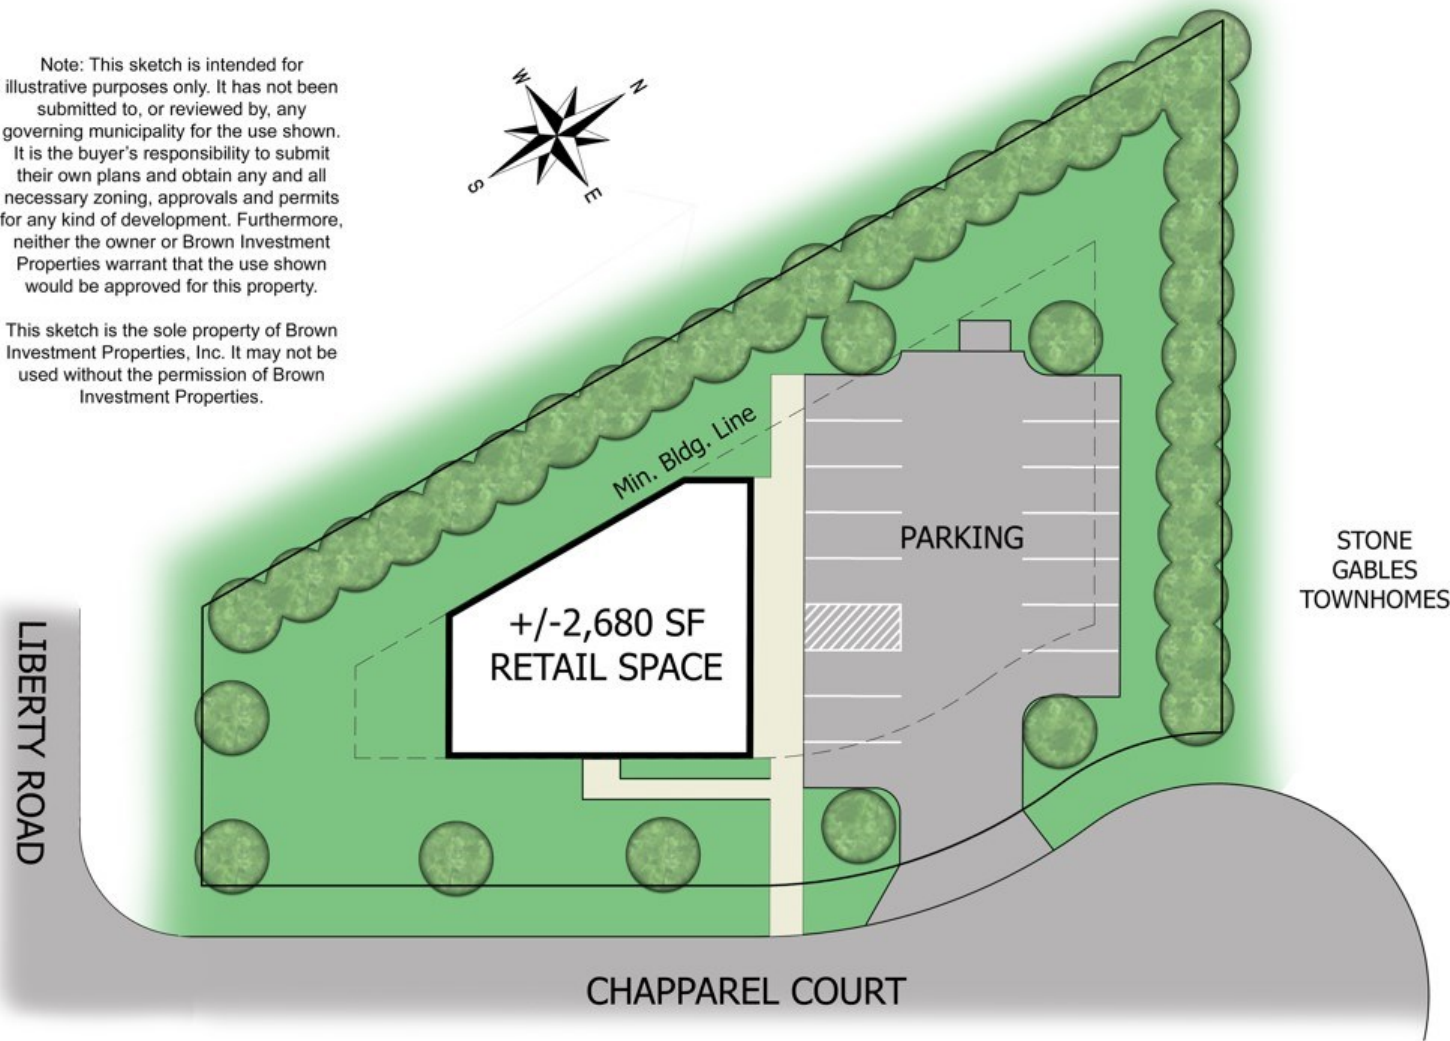 Note: This sketch is intended for
illustrative purposes only. It has not been
submitted to, or reviewed by, any
governing municipality for the use shown.
It is the buyer's responsibility to submit
their own plans and obtain any and all
necessary zoning, approvals and permits
for any kind of development. Furthermore,
neither the owner or Brown Investment
Properties warrant that the use shown
would be approved for this property.
This sketch is the sole property of Brown
Investment Properties, Inc. It may not be
used without the permission of Brown
Investment Properties.
W
N
S
E
Min. Bldg. Line
PARKING
+/-2,680 SF
RETAIL SPACE
STONE
GABLES
TOWNHOMES
LIBERTY ROAD
CHAPPAREL COURT